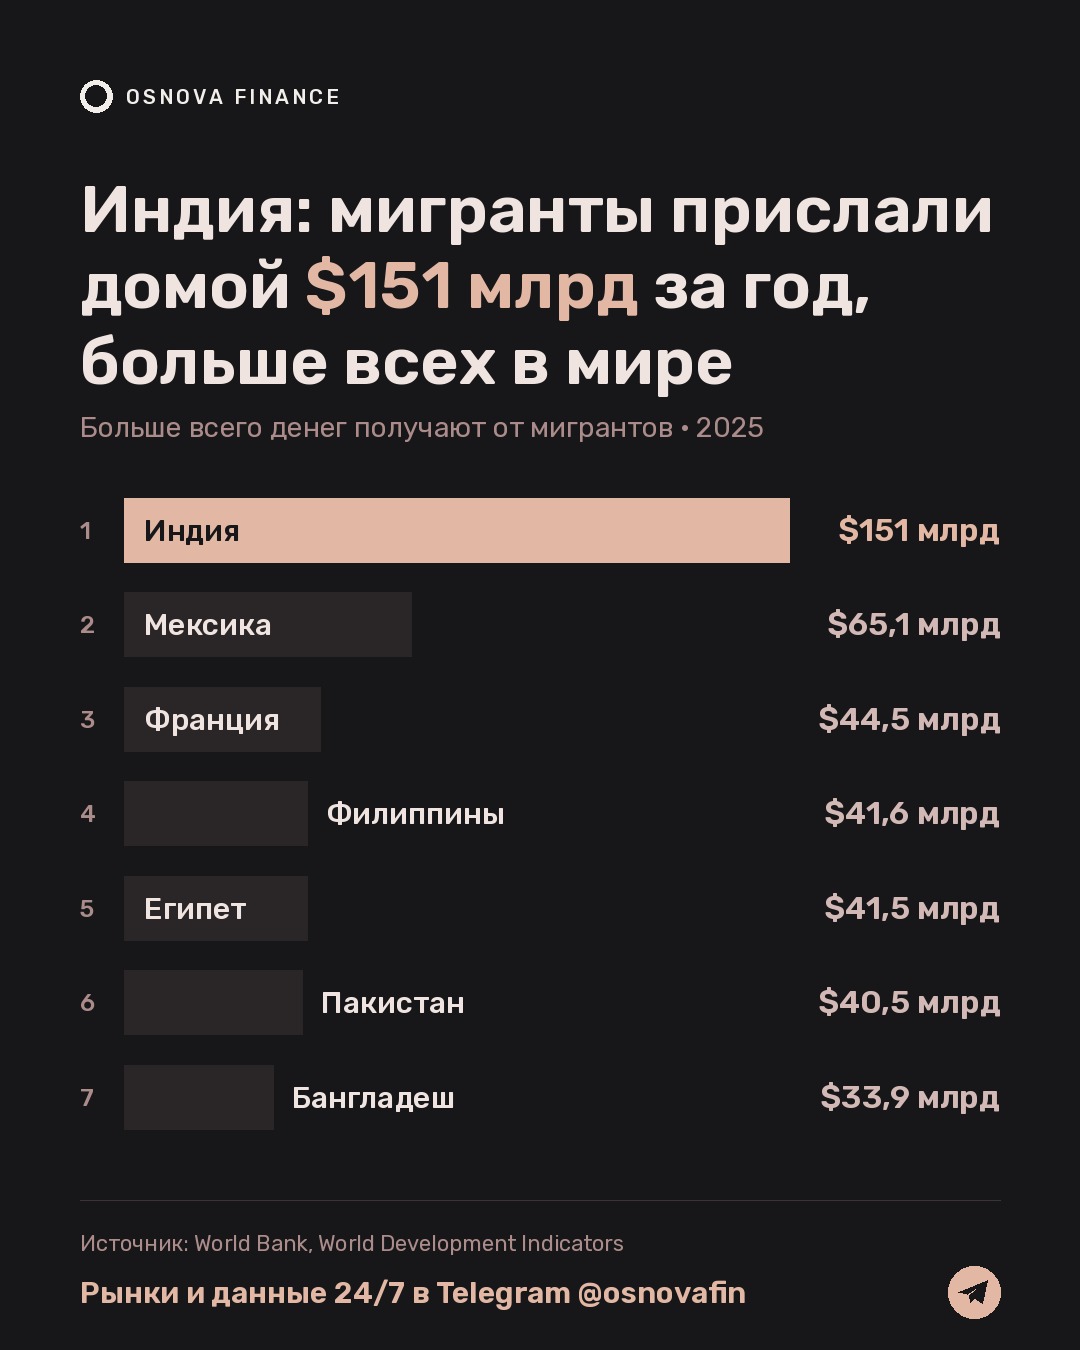 OSNOVA FINANCE
Индия: мигранты прислали
домой $151 млрд за год,
больше всех в мире
Больше всего денег получают от мигрантов • 2025
1 Индия $151 млрд
2 Мексика $65,1 млрд
3 Франция $44,5 млрд
4 Филиппины $41,6 млрд
5 Египет $41,5 млрд
6 Пакистан $40,5 млрд
7 Бангладеш $33,9 млрд
Источник: World Bank, World Development Indicators
Рынки и данные 24/7 в Telegram @osnovafin